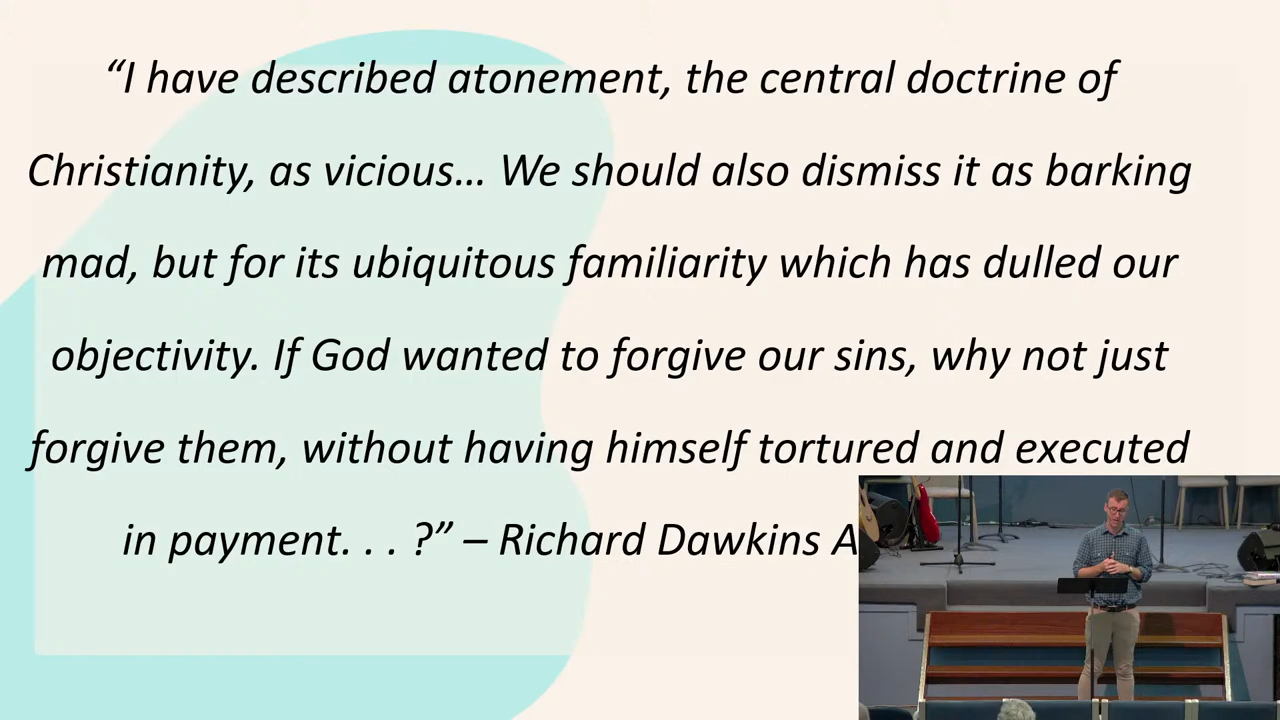 “I have described atonement, the central doctrine of
Christianity, as vicious… We should also dismiss it as barking
mad, but for its ubiquitous familiarity which has dulled our
objectivity. If God wanted to forgive our sins, why not just
forgive them, without having himself tortured and executed
in payment. . . ?” – Richard Dawkins A